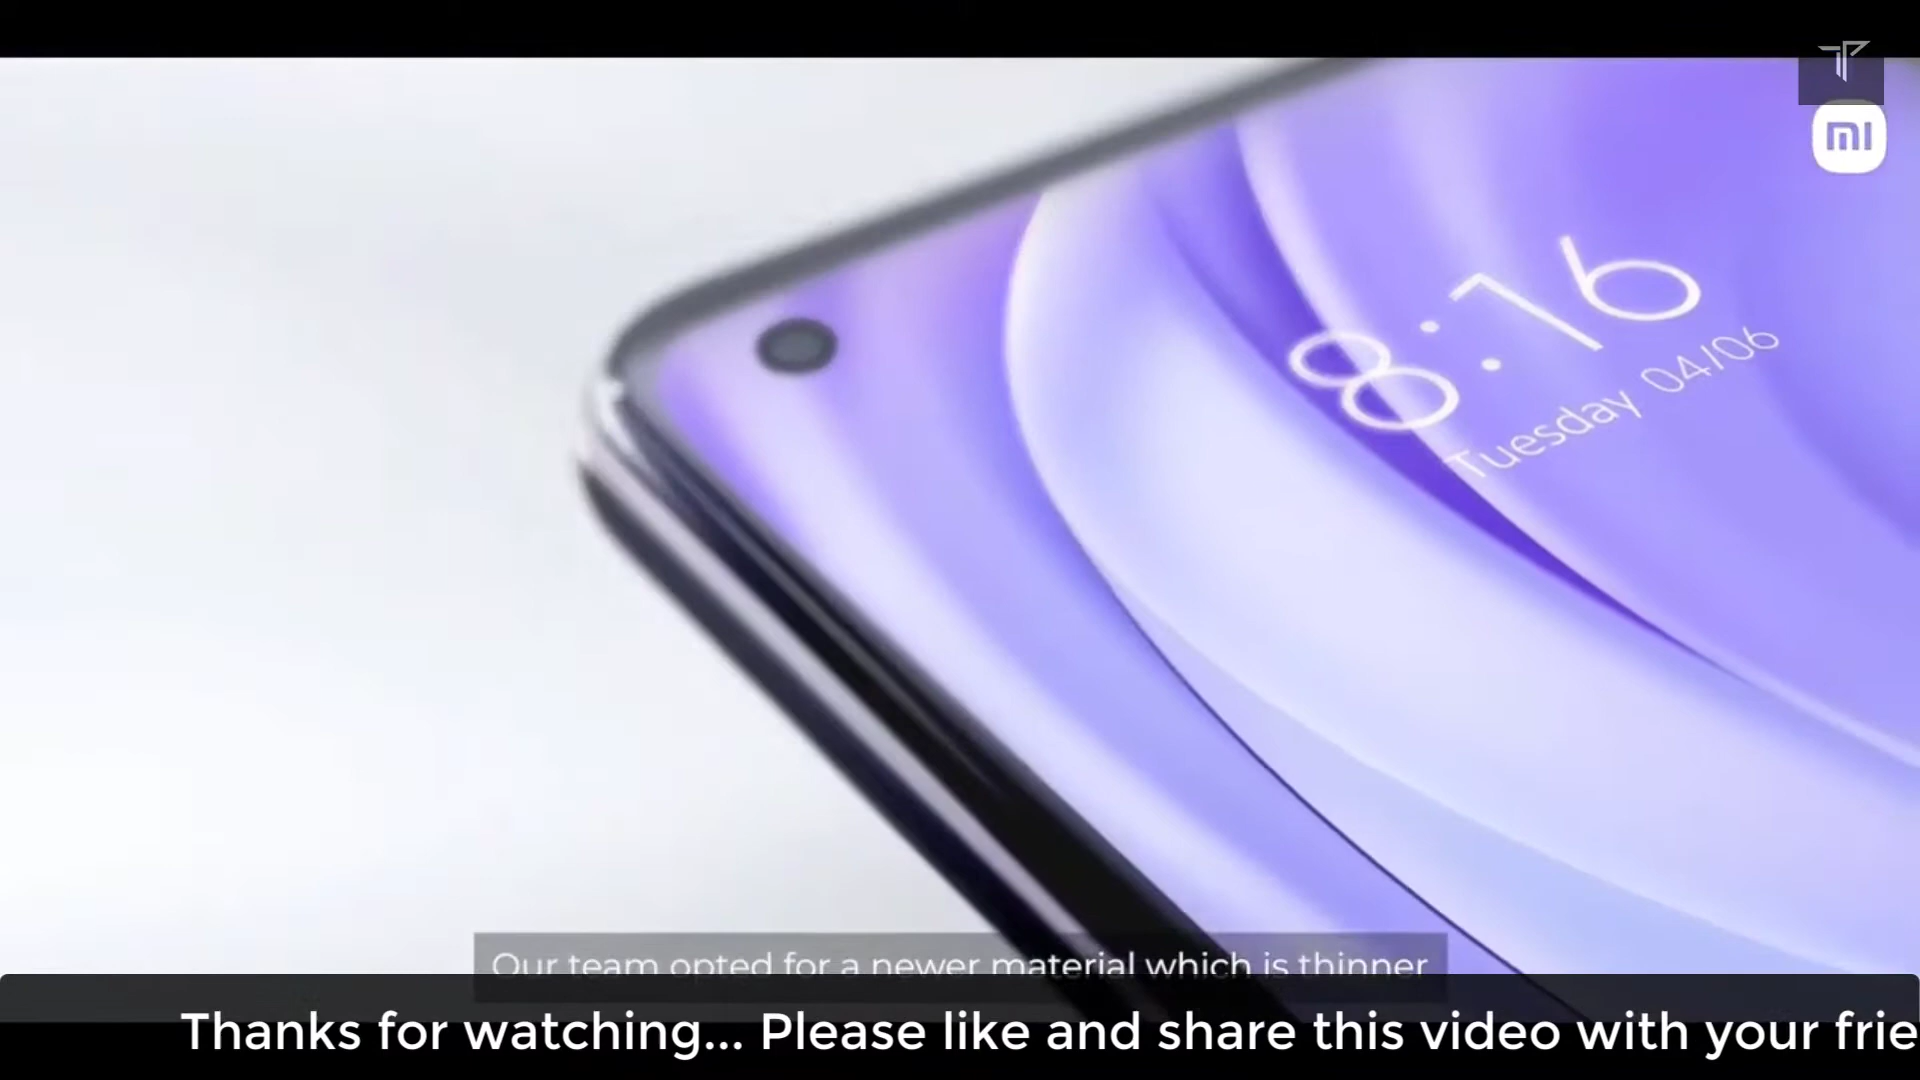 mi
8:16
Tuesday 04/06
Our team opted for a newer material which is thinner
Thanks for watching... Please like and share this video with your frie